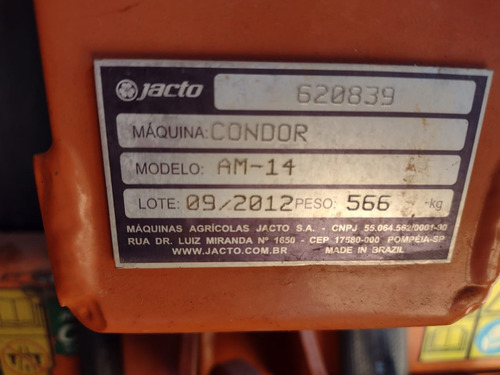 Jacto 620839
MÁQUINA: CONDOR
MODELO: AM-14
LOTE: 09/2012 PESO: 566 kg
MÁQUINAS AGRÍCOLAS JACTO S.A. - CNPJ 55.064.562/0001-90
RUA DR. LUIZ MIRANDA Nº 1650 - CEP 17580-000 POMPÉIA-SP
WWW.JACTO.COM.BR MADE IN BRAZIL